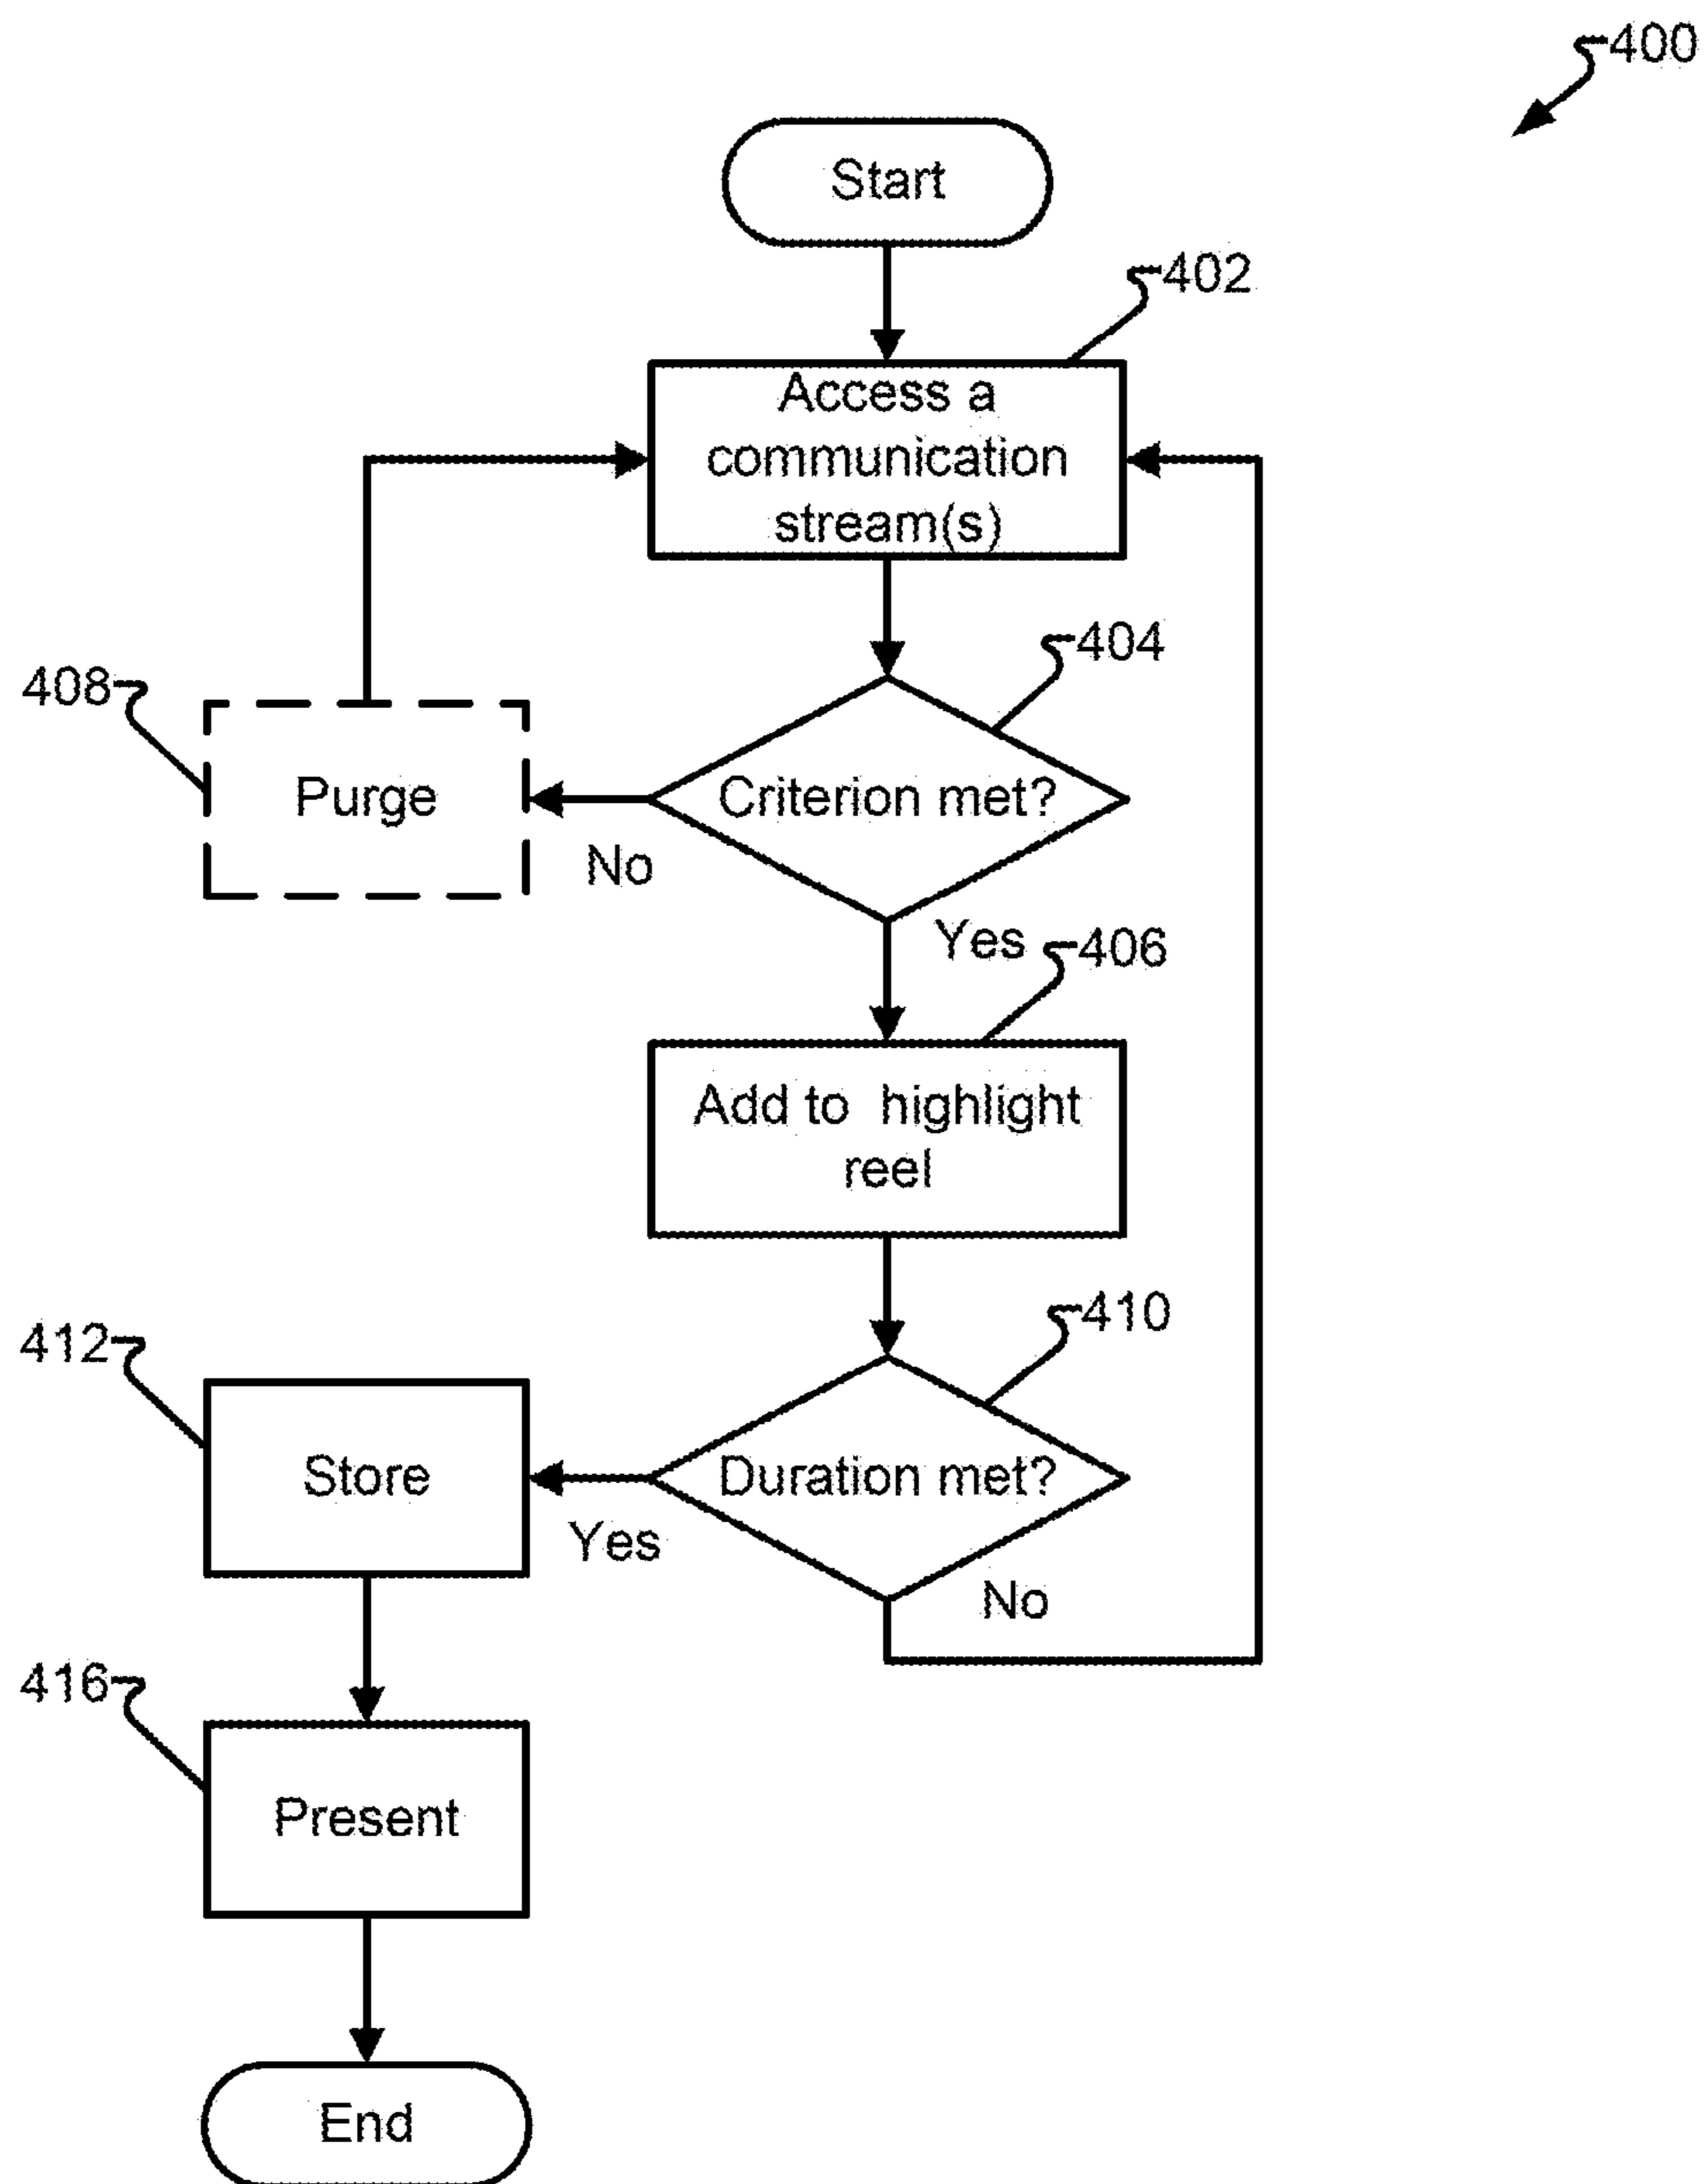 400
Start
402
Access a
communication
stream(s)
404
408
Purge
Criterion met?
No
Yes
406
Add to highlight
reel
410
412
Store
Duration met?
Yes
No
416
Present
End